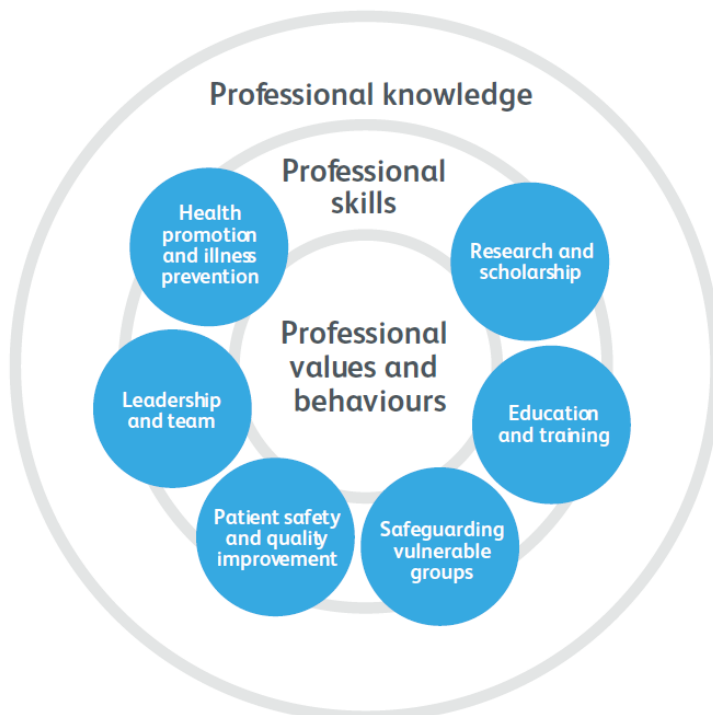 Professional knowledge
Professional
skills
Health
promotion
and illness
prevention
Research and
scholarship
Professional
values and
behaviours
Leadership
and team
Education
and training
Patient safety
and quality
improvement
Safeguarding
vulnerable
groups